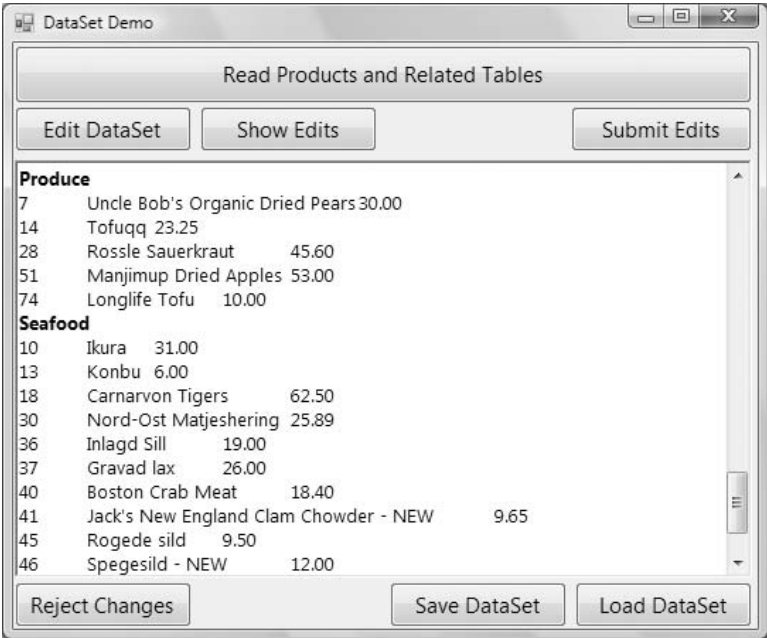 DataSet Demo
Read Products and Related Tables
Edit DataSet Show Edits Submit Edits
Produce
7 Uncle Bob's Organic Dried Pears 30.00
14 Tofuqq 23.25
28 Rossle Sauerkraut 45.60
51 Manjimup Dried Apples 53.00
74 Longlife Tofu 10.00
Seafood
10 Ikura 31.00
13 Konbu 6.00
18 Carnarvon Tigers 62.50
30 Nord-Ost Matjeshering 25.89
36 Inlagd Sill 19.00
37 Gravad lax 26.00
40 Boston Crab Meat 18.40
41 Jack's New England Clam Chowder - NEW 9.65
45 Rogede sild 9.50
46 Spegesild - NEW 12.00
Reject Changes Save DataSet Load DataSet